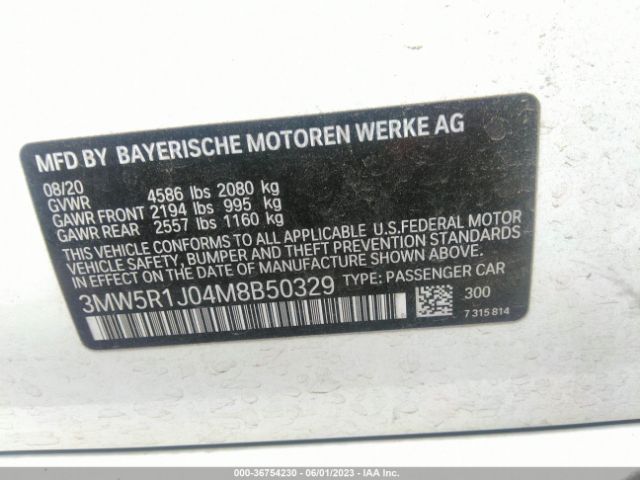 MFD BY BAYERISCHE MOTOREN WERKE AG
08/20
GVWR 4586 lbs 2080 kg
GAWR FRONT 2194 lbs 995 kg
GAWR REAR 2557 lbs 1160 kg
THIS VEHICLE CONFORMS TO ALL APPLICABLE U.S.FEDERAL MOTOR
VEHICLE SAFETY, BUMPER AND THEFT PREVENTION STANDARDS
IN EFFECT ON THE DATE OF MANUFACTURE SHOWN ABOVE.
3MW5R1J04M8B50329 TYPE: PASSENGER CAR
300
7 315 814
000-36754230 - 06/01/2023 - IAA Inc.